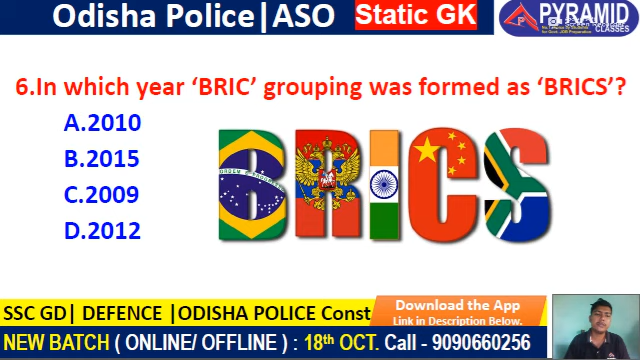 Odisha Police|ASO Static GK
PYRAMID
CLASSES
6.In which year ‘BRIC’ grouping was formed as ‘BRICS’?
A.2010
B.2015
C.2009
D.2012
BRICS
SSC GD| DEFENCE |ODISHA POLICE Const
Download the App
Link in Description Below.
NEW BATCH ( ONLINE/ OFFLINE ) : 18th OCT. Call - 9090660256